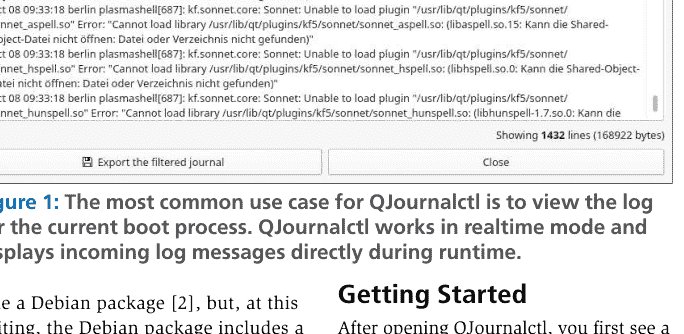 ct 08 09:33:18 berlin plasmashell[687]: kf.sonnet.core: Sonnet: Unable to load plugin "/usr/lib/qt/plugins/kf5/sonnet/
nnet_aspell.so" Error: "Cannot load library /usr/lib/qt/plugins/kf5/sonnet/sonnet_aspell.so: (libaspell.so.15: Kann die Shared-
bject-Datei nicht öffnen: Datei oder Verzeichnis nicht gefunden)"
ct 08 09:33:18 berlin plasmashell[687]: kf.sonnet.core: Sonnet: Unable to load plugin "/usr/lib/qt/plugins/kf5/sonnet/
nnet_hspell.so" Error: "Cannot load library /usr/lib/qt/plugins/kf5/sonnet/sonnet_hspell.so: (libhspell.so.0: Kann die Shared-Object-
atei nicht öffnen: Datei oder Verzeichnis nicht gefunden)"
ct 08 09:33:18 berlin plasmashell[687]: kf.sonnet.core: Sonnet: Unable to load plugin "/usr/lib/qt/plugins/kf5/sonnet/
nnet_hunspell.so" Error: "Cannot load library /usr/lib/qt/plugins/kf5/sonnet/sonnet_hunspell.so: (libhunspell-1.7.so.0: Kann die
Showing 1432 lines (168922 bytes)
Export the filtered journal
Close
gure 1: The most common use case for QJournalctl is to view the log
r the current boot process. QJournalctl works in realtime mode and
splays incoming log messages directly during runtime.
e a Debian package [2], but, at this
iting, the Debian package includes a
Getting Started
After opening QJournalctl, you first see a